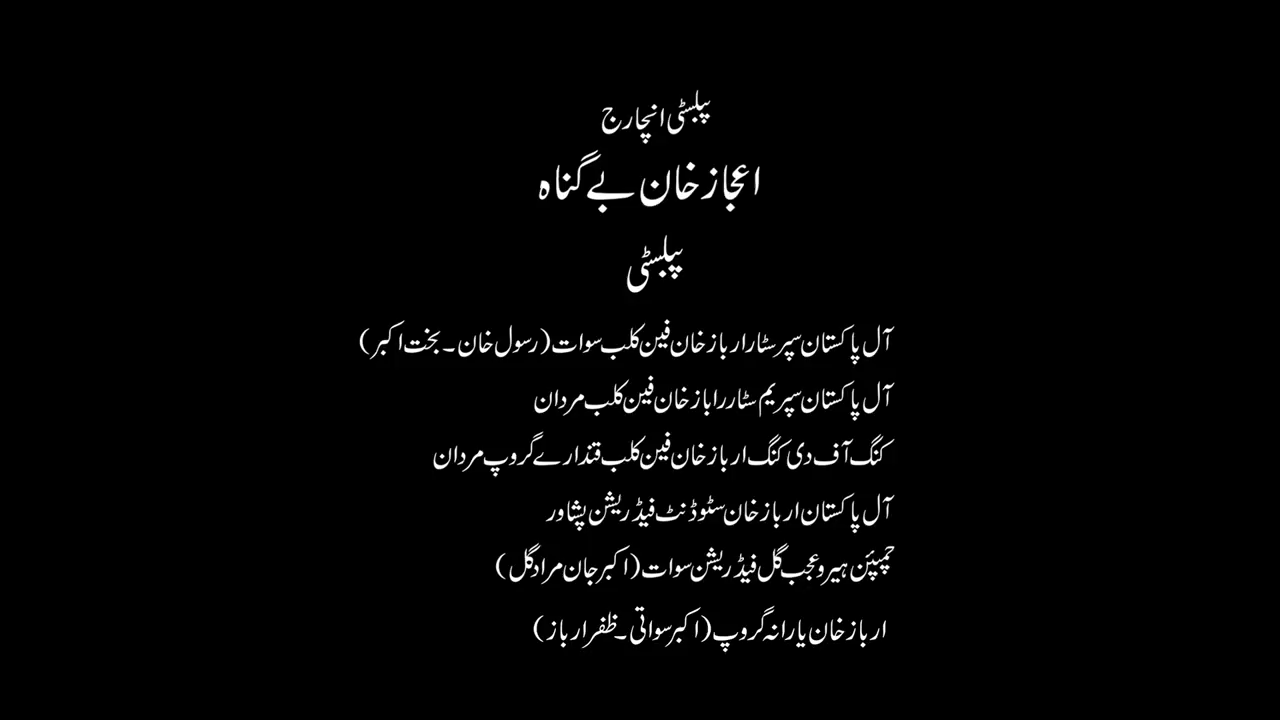 پبلسٹی انچارج
اعجاز خان بے گناہ
پبلسٹی
آل پاکستان سپر سٹار ارباز خان فین کلب سوات (رسول خان ۔ بخت اکبر)
آل پاکستان سپریم سٹار راباز خان فین کلب مردان
کنگ آف دی کنگ ارباز خان فین کلب قندارے گروپ مردان
آل پاکستان ارباز خان سٹوڈنٹ فیڈریشن پشاور
چمپئن ہیرو عجب گل فیڈریشن سوات (اکبر جان مراد گل)
ارباز خان یارانہ گروپ (اکبر سواتی ۔ ظفر ارباز)